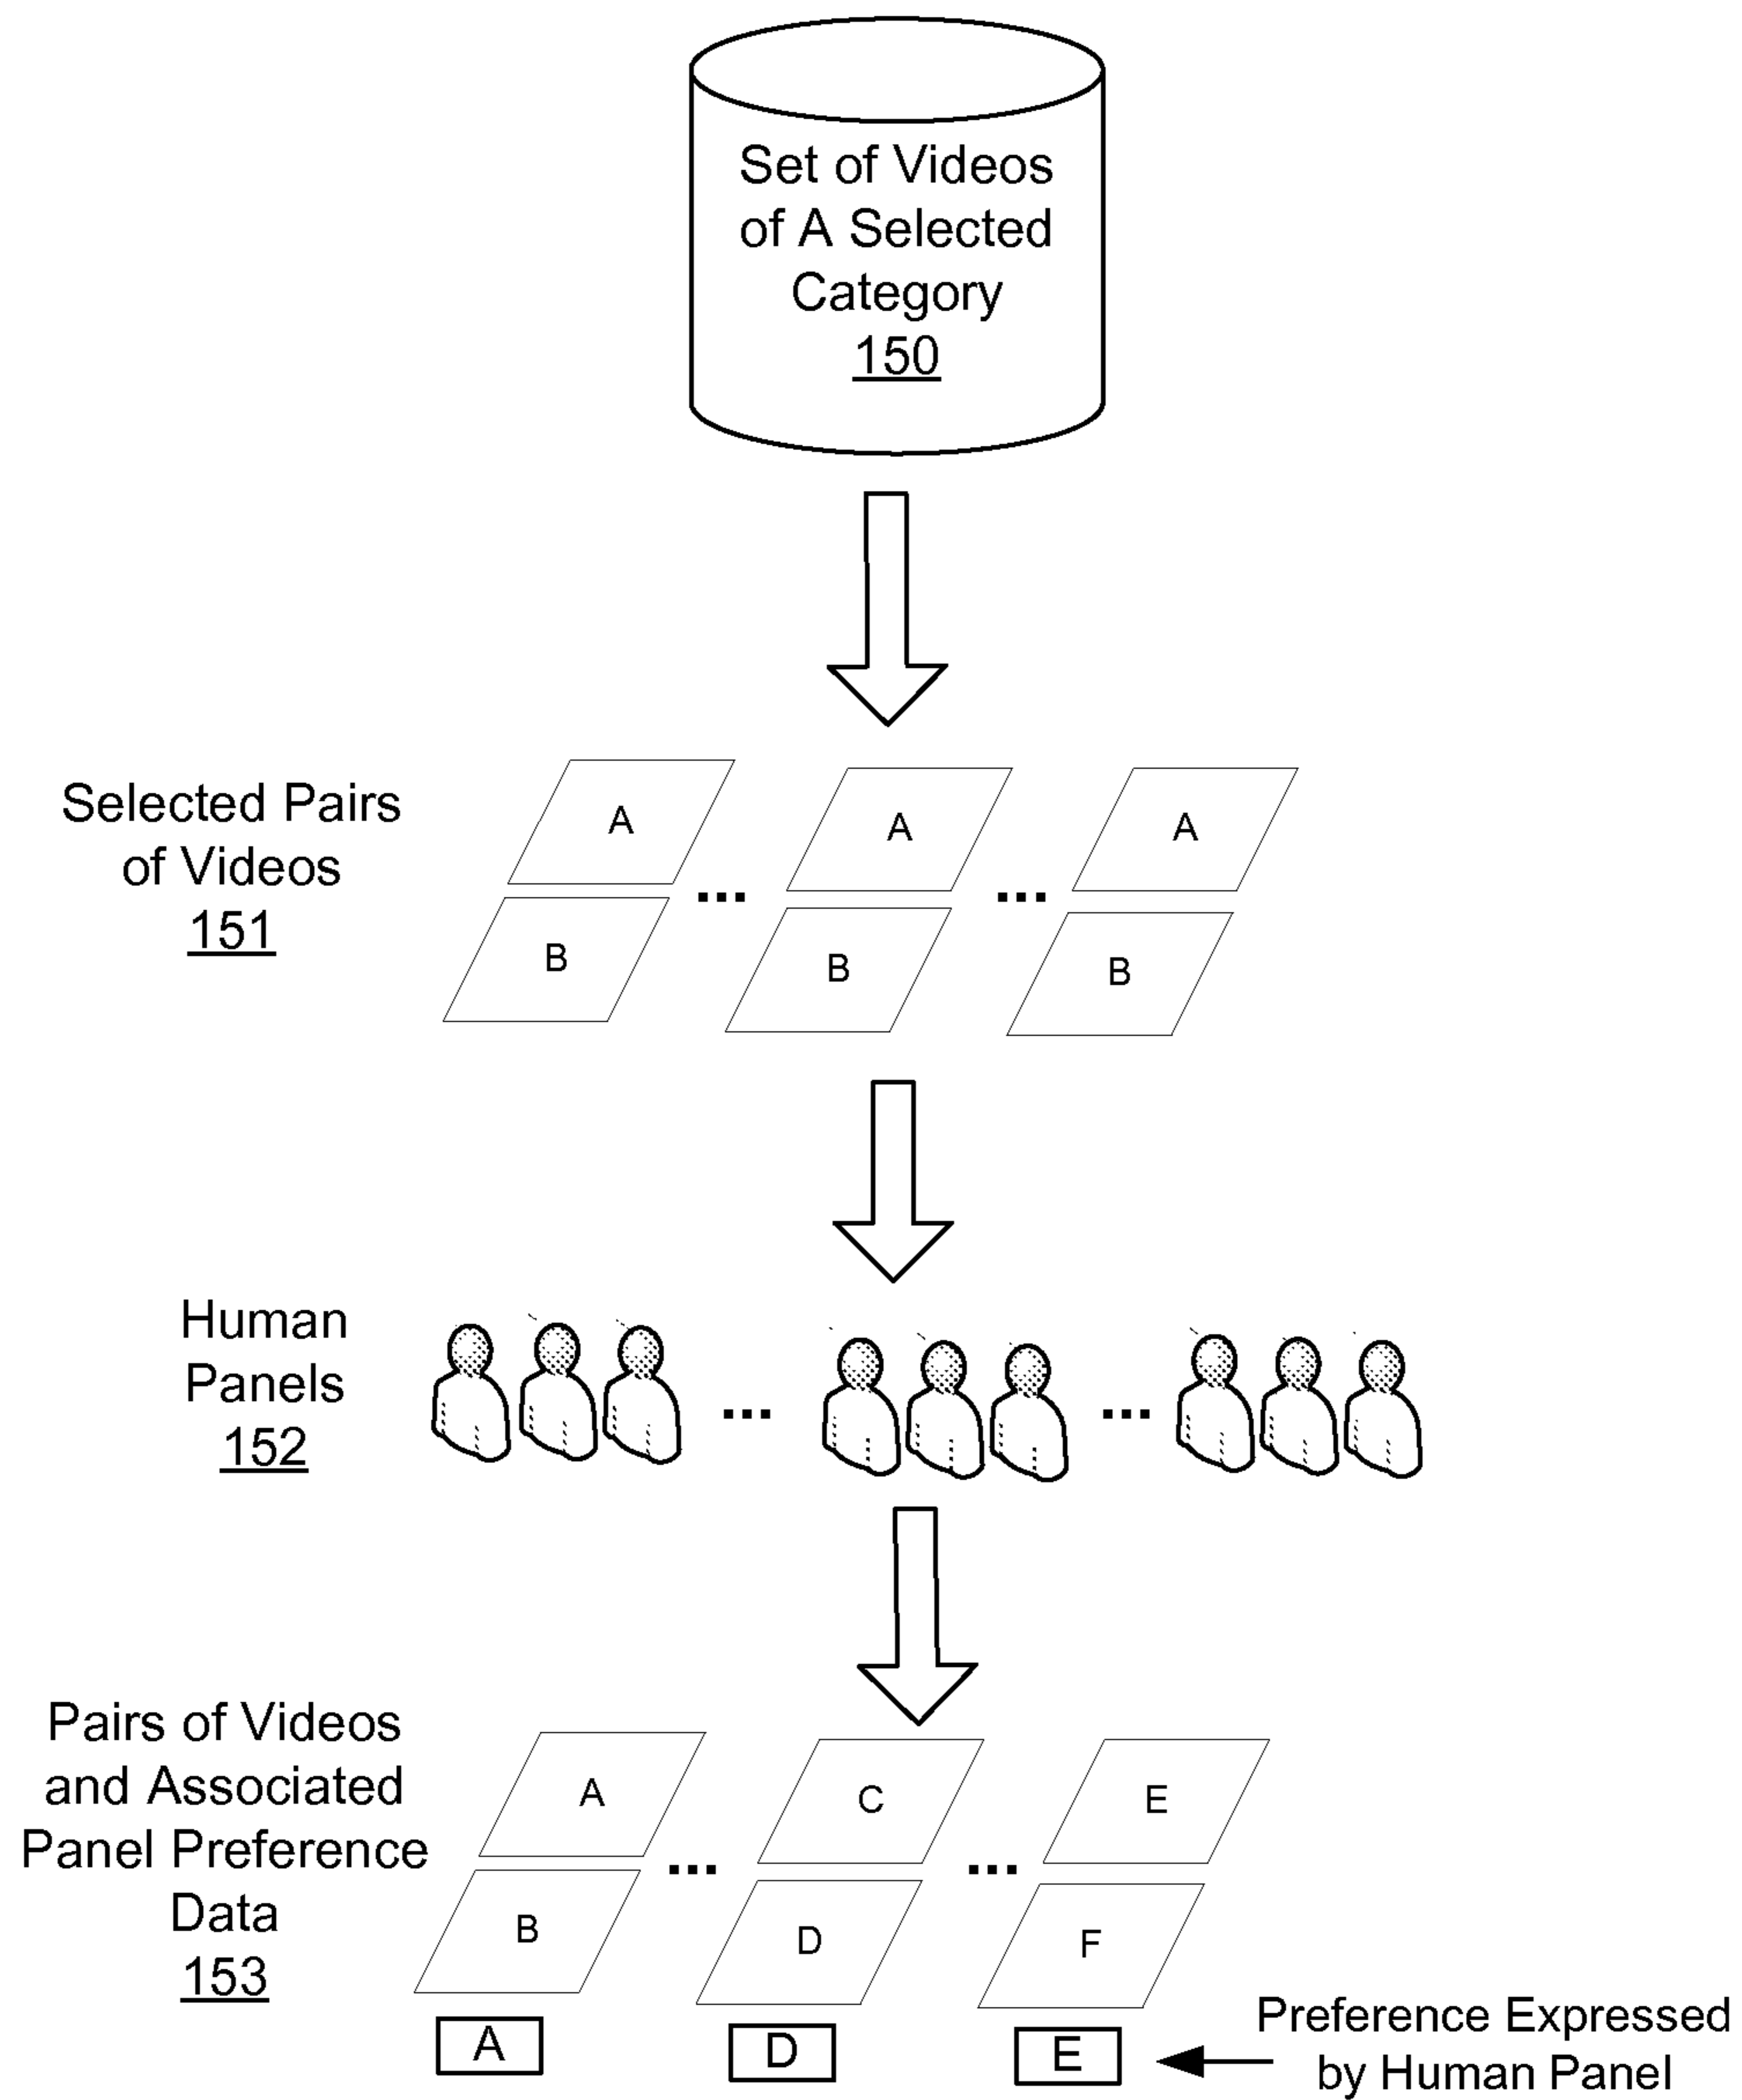 Set of Videos
of A Selected
Category
150
Selected Pairs
of Videos
151
A
A
A
...
...
B
B
B
Human
Panels
152
...
...
Pairs of Videos
and Associated
Panel Preference
Data
153
A
C
E
...
...
B
D
F
A
D
E
Preference Expressed
by Human Panel